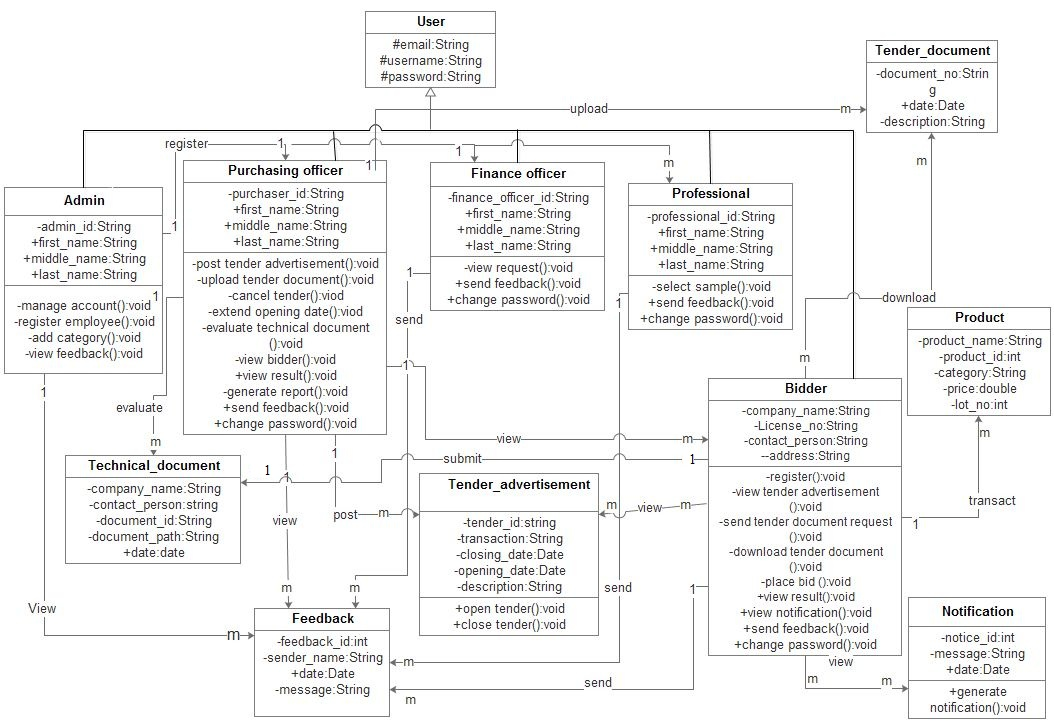 User
#email:String
#username:String
#password:String
Tender_document
-document_no:Strin
g
+date:Date
-description:String
upload
m
register
1
1
1
1
m
m
Admin
-admin_id:String
+first_name:String
+middle_name:String
+last_name:String
1
-manage account():void
-register employee():void
-add category():void
-view feedback():void
Purchasing officer
-purchaser_id:String
+first_name:String
+middle_name:String
+last_name:String
-post tender advertisement():void
-upload tender document():void
-cancel tender():viod
-extend opening date():viod
-evaluate technical document
():void
-view bidder():void
+view result():void
-generate report():void
+send feedback():void
+change password():void
Finance officer
-finance_officer_id:String
+first_name:String
+middle_name:String
+last_name:String
-view request():void
+send feedback():void
+change password():void
Professional
-professional_id:String
+first_name:String
+middle_name:String
+last_name:String
-select sample():void
+send feedback():void
+change password():void
1
send
1
download
m
Product
-product_name:String
-product_id:int
-category:String
-price:double
-lot_no:int
m
1
evaluate
m
1
Bidder
-company_name:String
-License_no:String
-contact_person:String
--address:String
-register():void
-view tender advertisement
():void
-send tender document request
():void
-download tender document
():void
-place bid ():void
+view result():void
+view notification():void
+send feedback():void
+change password():void
view
m
submit
1
1
1
1
Technical_document
-company_name:String
-contact_person:string
-document_id:String
-document_path:String
+date:date
view
post
m
Tender_advertisement
-tender_id:string
-transaction:String
-closing_date:Date
-opening_date:Date
-description:String
+open tender():void
+close tender():void
m
view
m
transact
1
m
m
send
1
View
m
Feedback
-feedback_id:int
-sender_name:String
+date:Date
-message:String
m
m
send
view
m
m
Notification
-notice_id:int
-message:String
+date:Date
+generate
notification():void